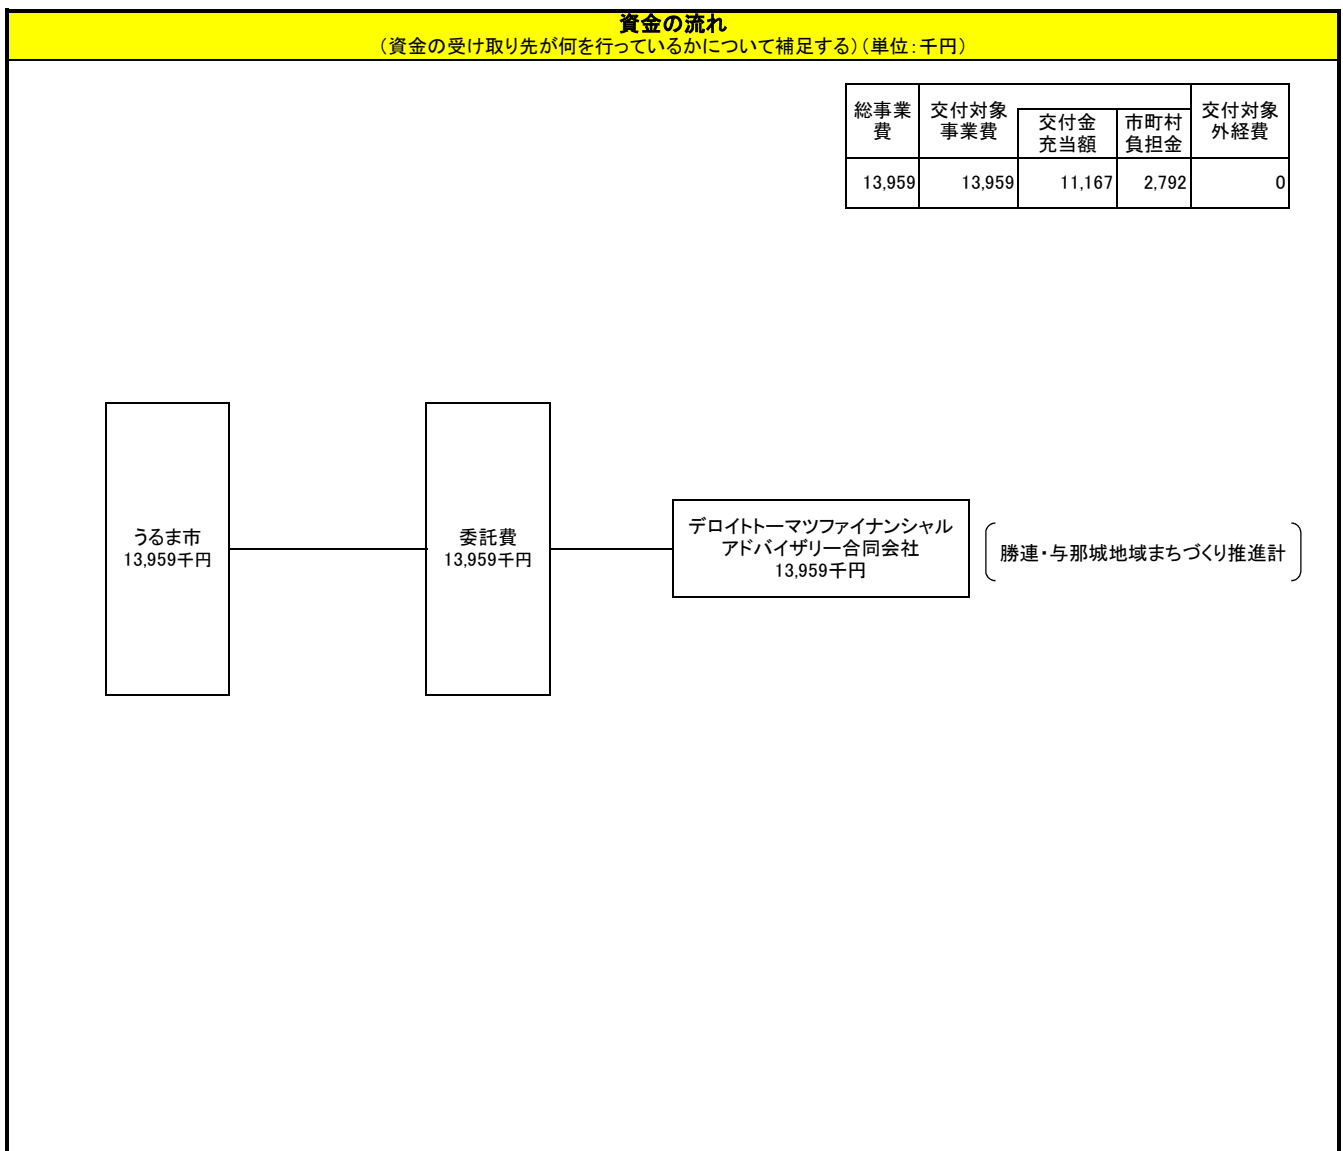 資金の流れ
（資金の受け取り先が何を行っているかについて補足する）（単位：千円）
総事業
費
交付対象
事業費
交付金
充当額
市町村
負担金
交付対象
外経費
13,959 13,959 11,167 2,792 0
うるま市
13,959千円
委託費
13,959千円
デロイトトーマツファイナンシャル
アドバイザリー合同会社
13,959千円
勝連・与那城地域まちづくり推進計